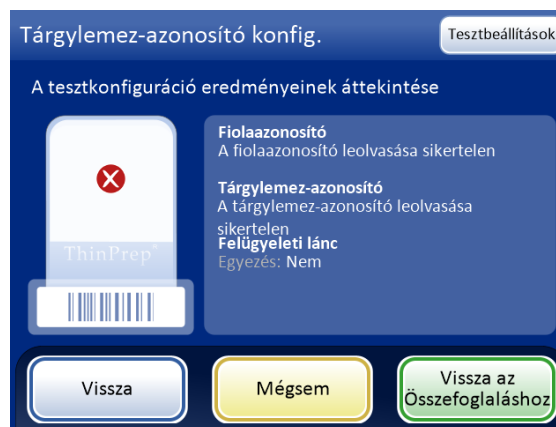 Tárgylemez-azonosító konfig.
Tesztbeállítások
A tesztkonfiguráció eredményeinek áttekintése
Fiolaazonosító
A fiolaazonosító leolvasása sikertelen
Tárgylemez-azonosító
A tárgylemez-azonosító leolvasása
sikertelen
Felügyeleti lánc
Egyezés: Nem
ThinPrep®
Vissza
Mégsem
Vissza az
Összefoglaláshoz